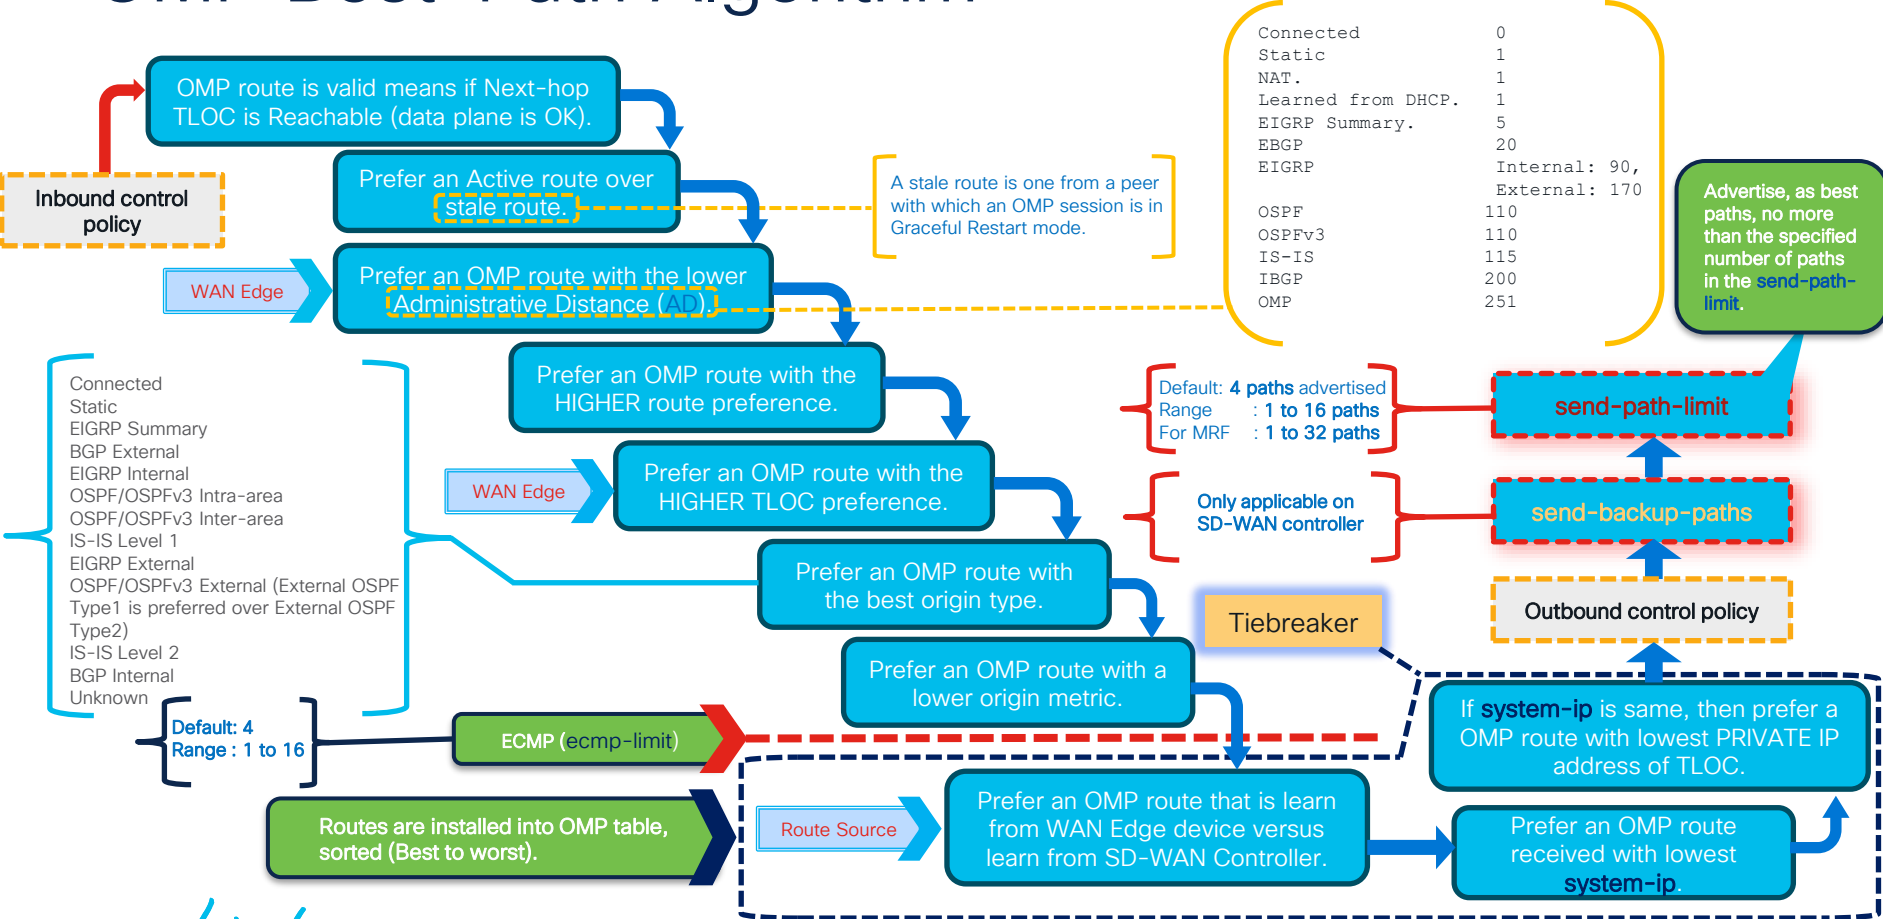 OMP Best-Path Algorithm
OMP route is valid means if Next-hop
TLOC is Reachable (data plane is OK).
Inbound control
policy
Prefer an Active route over
stale route.
A stale route is one from a peer
with which an OMP session is in
Graceful Restart mode.
WAN Edge
Prefer an OMP route with the lower
Administrative Distance (AD).
Connected 0
Static 1
NAT. 1
Learned from DHCP. 1
EIGRP Summary. 5
EBGP 20
EIGRP Internal: 90,
External: 170
OSPF 110
OSPFv3 110
IS-IS 115
IBGP 200
OMP 251
Advertise, as best
paths, no more
than the specified
number of paths
in the send-path-
limit.
Prefer an OMP route with the
HIGHER route preference.
Default: 4 paths advertised
Range : 1 to 16 paths
For MRF : 1 to 32 paths
send-path-limit
Connected
Static
EIGRP Summary
BGP External
EIGRP Internal
OSPF/OSPFv3 Intra-area
OSPF/OSPFv3 Inter-area
IS-IS Level 1
EIGRP External
OSPF/OSPFv3 External (External OSPF
Type1 is preferred over External OSPF
Type2)
IS-IS Level 2
BGP Internal
Unknown
WAN Edge
Prefer an OMP route with the
HIGHER TLOC preference.
Only applicable on
SD-WAN controller
send-backup-paths
Prefer an OMP route with
the best origin type.
Tiebreaker
Outbound control policy
Prefer an OMP route with a
lower origin metric.
Default: 4
Range : 1 to 16
ECMP (ecmp-limit)
If system-ip is same, then prefer a
OMP route with lowest PRIVATE IP
address of TLOC.
Routes are installed into OMP table,
sorted (Best to worst).
Route Source
Prefer an OMP route that is learn
from WAN Edge device versus
learn from SD-WAN Controller.
Prefer an OMP route
received with lowest
system-ip.